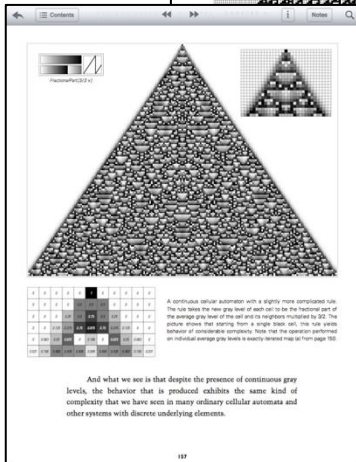 Contents
Notes
FractionalPart[3/2 x]
A continuous cellular automaton with a slightly more complicated rule.
The rule takes the new gray level of each cell to be the fractional part of
the average gray level of the cell and its neighbors multiplied by 3/2. The
picture shows that starting from a single black cell, this rule yields
behavior of considerable complexity. Note that the operation performed
on individual average gray levels is exactly iterated map (a) from page 150.
And what we see is that despite the presence of continuous gray
levels, the behavior that is produced exhibits the same kind of
complexity that we have seen in many ordinary cellular automata and
other systems with discrete underlying elements.
157